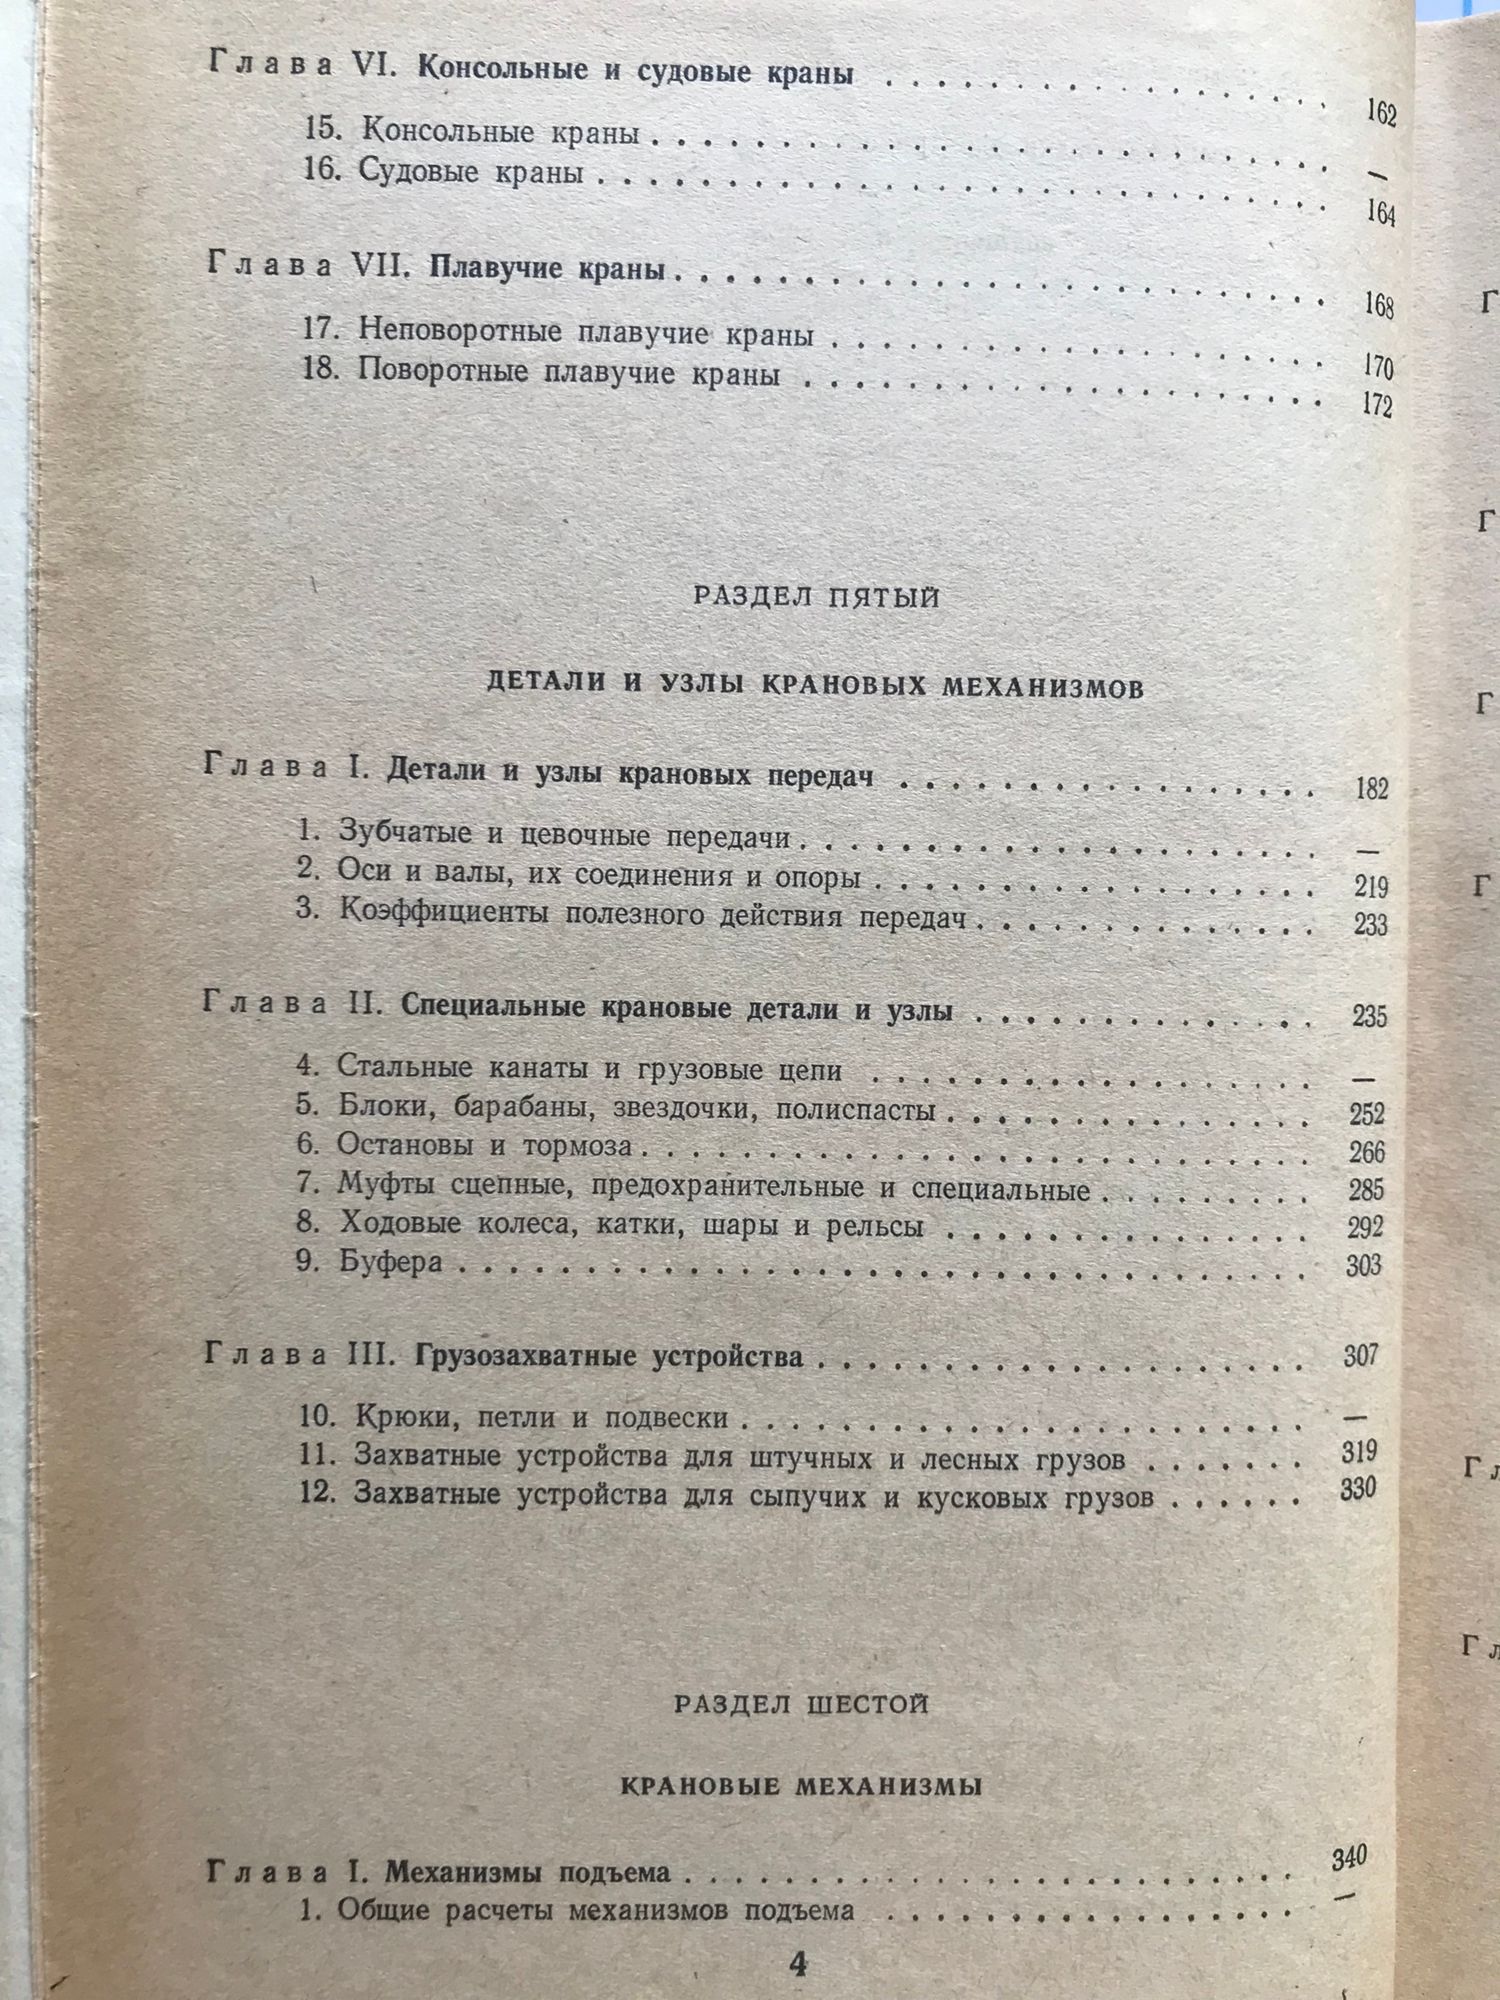 Глава VI. Консольные и судовые краны . . . . . . . . . . . . . . . . . . 162
15. Консольные краны . . . . . . . . . . . . . . . . . . . . . . . . . . —
16. Судовые краны . . . . . . . . . . . . . . . . . . . . . . . . . . . . 164
Глава VII. Плавучие краны . . . . . . . . . . . . . . . . . . . . . . . . . 168
17. Неповоротные плавучие краны . . . . . . . . . . . . . . . . . . . 170
18. Поворотные плавучие краны . . . . . . . . . . . . . . . . . . . . 172
РАЗДЕЛ ПЯТЫЙ
ДЕТАЛИ И УЗЛЫ КРАНОВЫХ МЕХАНИЗМОВ
Глава I. Детали и узлы крановых передач . . . . . . . . . . . . . . . . 182
1. Зубчатые и цевочные передачи . . . . . . . . . . . . . . . . . . . . —
2. Оси и валы, их соединения и опоры . . . . . . . . . . . . . . . . . 219
3. Коэффициенты полезного действия передач . . . . . . . . . . . . . 233
Глава II. Специальные крановые детали и узлы . . . . . . . . . . . . . . 235
4. Стальные канаты и грузовые цепи . . . . . . . . . . . . . . . . . . —
5. Блоки, барабаны, звездочки, полиспасты . . . . . . . . . . . . . . 252
6. Остановы и тормоза . . . . . . . . . . . . . . . . . . . . . . . . . . 266
7. Муфты сцепные, предохранительные и специальные . . . . . . . . 285
8. Ходовые колеса, катки, шары и рельсы . . . . . . . . . . . . . . 292
9. Буфера . . . . . . . . . . . . . . . . . . . . . . . . . . . . . . . . . 303
Глава III. Грузозахватные устройства . . . . . . . . . . . . . . . . . . . 307
10. Крюки, петли и подвески . . . . . . . . . . . . . . . . . . . . . . —
11. Захватные устройства для штучных и лесных грузов . . . . . . . 319
12. Захватные устройства для сыпучих и кусковых грузов . . . . . . 330
РАЗДЕЛ ШЕСТОЙ
КРАНОВЫЕ МЕХАНИЗМЫ
Глава I. Механизмы подъема . . . . . . . . . . . . . . . . . . . . . . . . 340
1. Общие расчеты механизмов подъема . . . . . . . . . . . . . . . . —
4